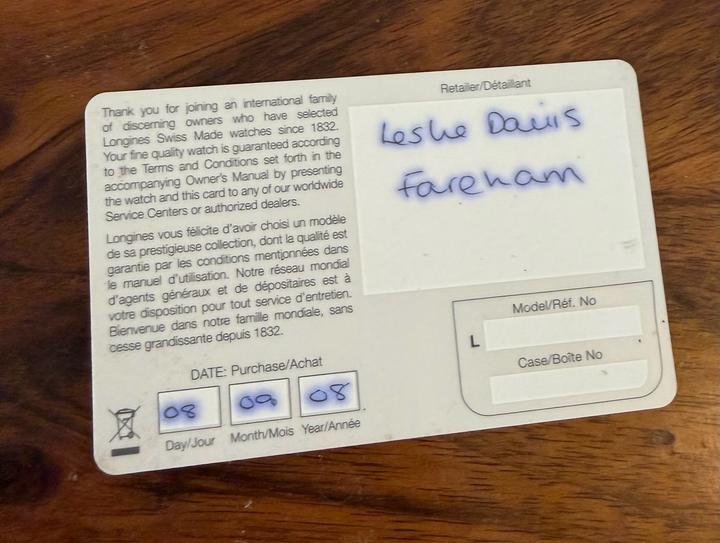 Thank you for joining an international family
of discerning owners who have selected
Longines Swiss Made watches since 1832.
Your fine quality watch is guaranteed according
to the Terms and Conditions set forth in the
accompanying Owner's Manual by presenting
the watch and this card to any of our worldwide
Service Centers or authorized dealers.
Longines vous félicite d'avoir choisi un modèle
de sa prestigieuse collection, dont la qualité est
garantie par les conditions mentionnées dans
le manuel d'utilisation. Notre réseau mondial
d'agents généraux et de dépositaires est à
votre disposition pour tout service d'entretien.
Bienvenue dans notre famille mondiale, sans
cesse grandissante depuis 1832.
DATE: Purchase/Achat
08 09 08
Day/Jour Month/Mois Year/Année
Retailer/Détaillant
Leslie Davis
Fareham
Model/Réf. No
L
Case/Boîte No